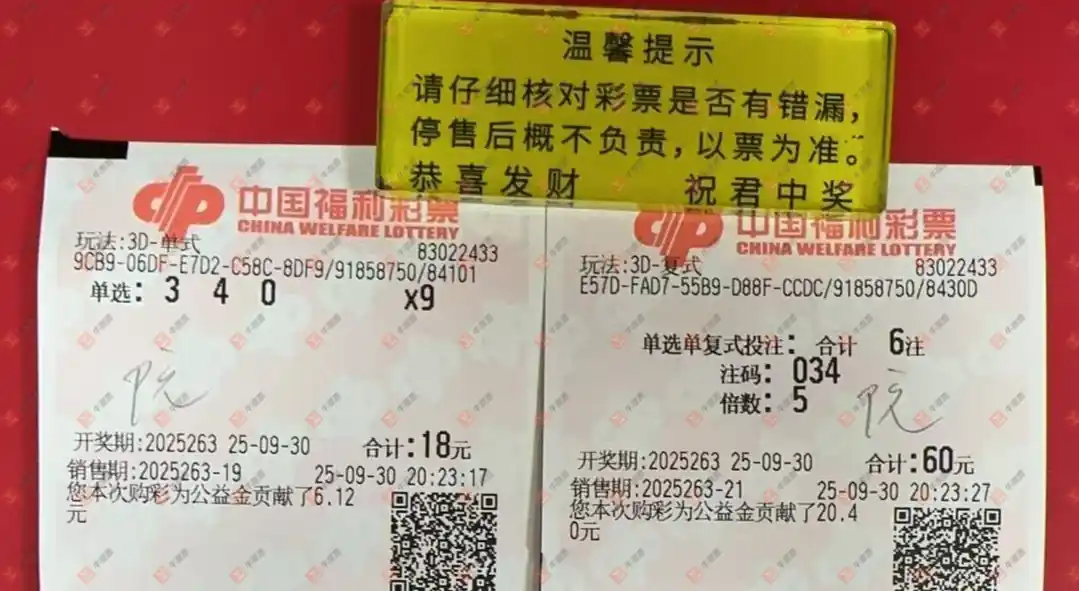 温馨提示
请仔细核对彩票是否有错漏，
停售后概不负责，以票为准。
恭喜发财 祝君中奖
中国福利彩票
CHINA WELFARE LOTTERY
玩法:3D-单式 83022433
9CB9-06DF-E7D2-C58C-8DF9/91858750/84101
单选: 3 4 0 x9
院
开奖期:2025263 25-09-30 合计:18元
销售期:2025263-19 25-09-30 20:23:17
您本次购彩为公益金贡献了6.12
元
中国福利彩票
CHINA WELFARE LOTTERY
玩法:3D-复式 83022433
E57D-FAD7-55B9-D88F-CCDC/91858750/8430D
单选单复式投注: 合计 6注
注码: 034
倍数: 5
院
开奖期:2025263 25-09-30 合计:60元
销售期:2025263-21 25-09-30 20:23:27
您本次购彩为公益金贡献了20.4
0元